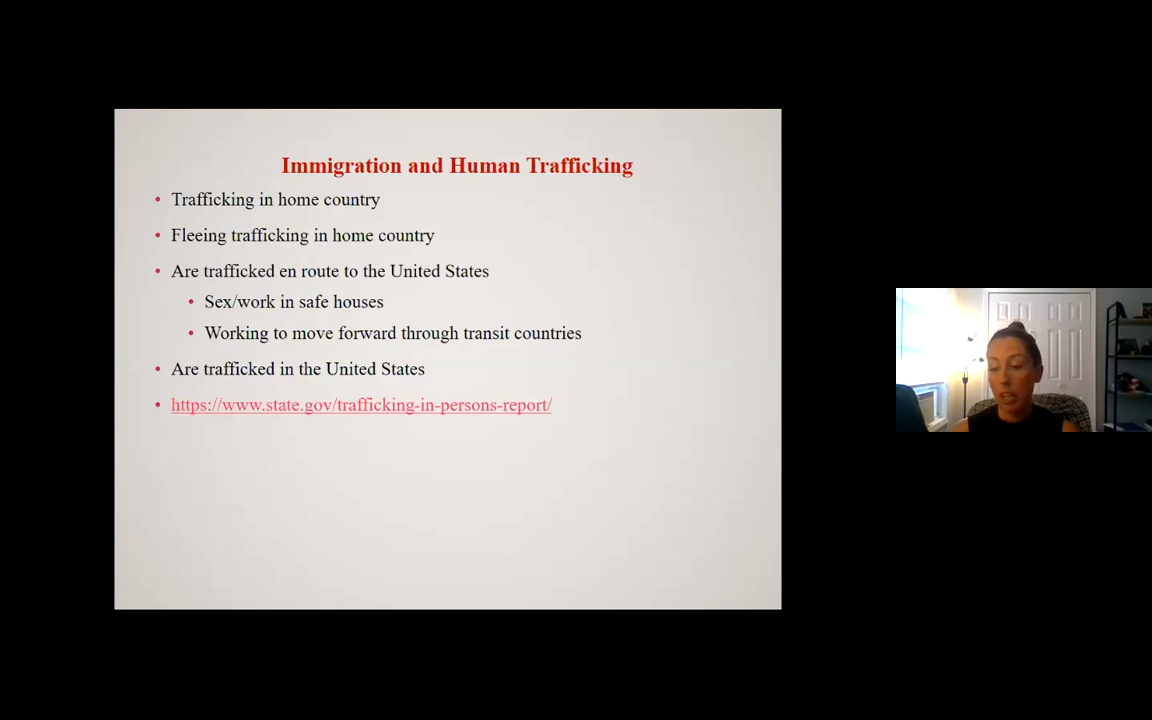 Immigration and Human Trafficking
• Trafficking in home country
• Fleeing trafficking in home country
• Are trafficked en route to the United States
• Sex/work in safe houses
• Working to move forward through transit countries
• Are trafficked in the United States
• https://www.state.gov/trafficking-in-persons-report/